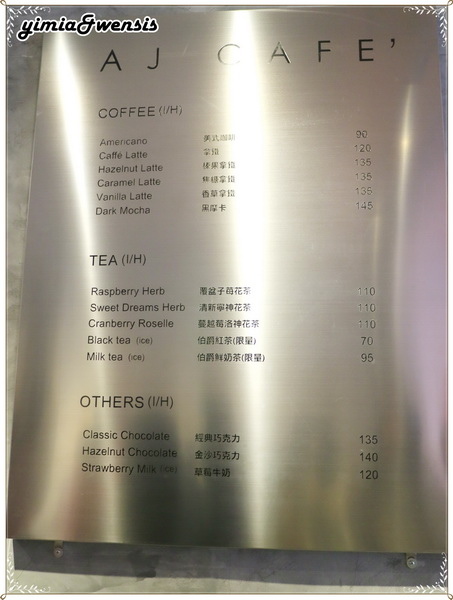 yimia&wensis
AJ CAFE'
COFFEE (I/H)
Americano 美式咖啡 90
Caffé Latte 拿鐵 120
Hazelnut Latte 榛果拿鐵 135
Caramel Latte 焦糖拿鐵 135
Vanilla Latte 香草拿鐵 135
Dark Mocha 黑摩卡 145
TEA (I/H)
Raspberry Herb 覆盆子莓花茶 110
Sweet Dreams Herb 清新寧神花茶 110
Cranberry Roselle 蔓越莓洛神花茶 110
Black tea (ice) 伯爵紅茶(限量) 70
Milk tea (ice) 伯爵鮮奶茶(限量) 95
OTHERS (I/H)
Classic Chocolate 經典巧克力 135
Hazelnut Chocolate 金沙巧克力 140
Strawberry Milk (ice) 草莓牛奶 120